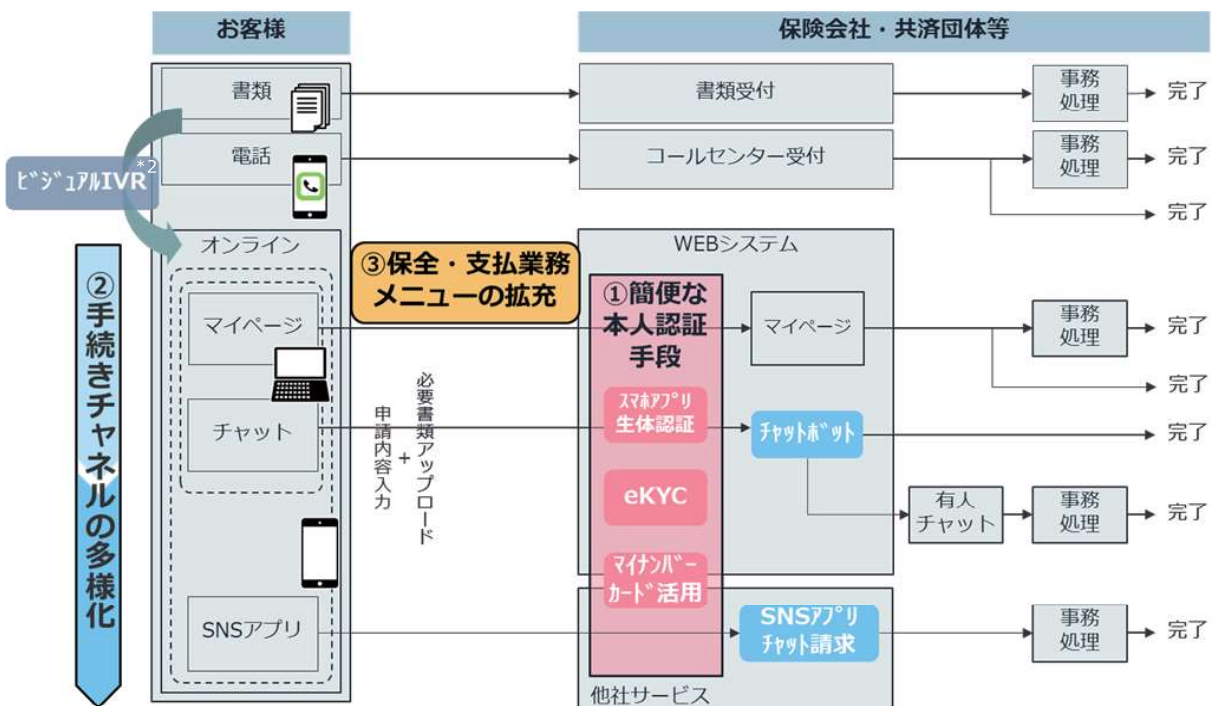 お客様
保険会社・共済団体等
書類
書類受付
事務
処理
完了
ビジュアルIVR*2
電話
コールセンター受付
事務
処理
完了
完了
②手続きチャネルの多様化
オンライン
③保全・支払業務
メニューの拡充
WEBシステム
①簡便な
本人認証
手段
マイページ
マイページ
事務
処理
完了
完了
必要書類アップロード
+
申請内容入力
チャット
スマホアプリ
生体認証
チャットボット
完了
eKYC
有人
チャット
事務
処理
完了
マイナンバー
カード活用
SNSアプリ
SNSアプリ
チャット請求
事務
処理
完了
他社サービス